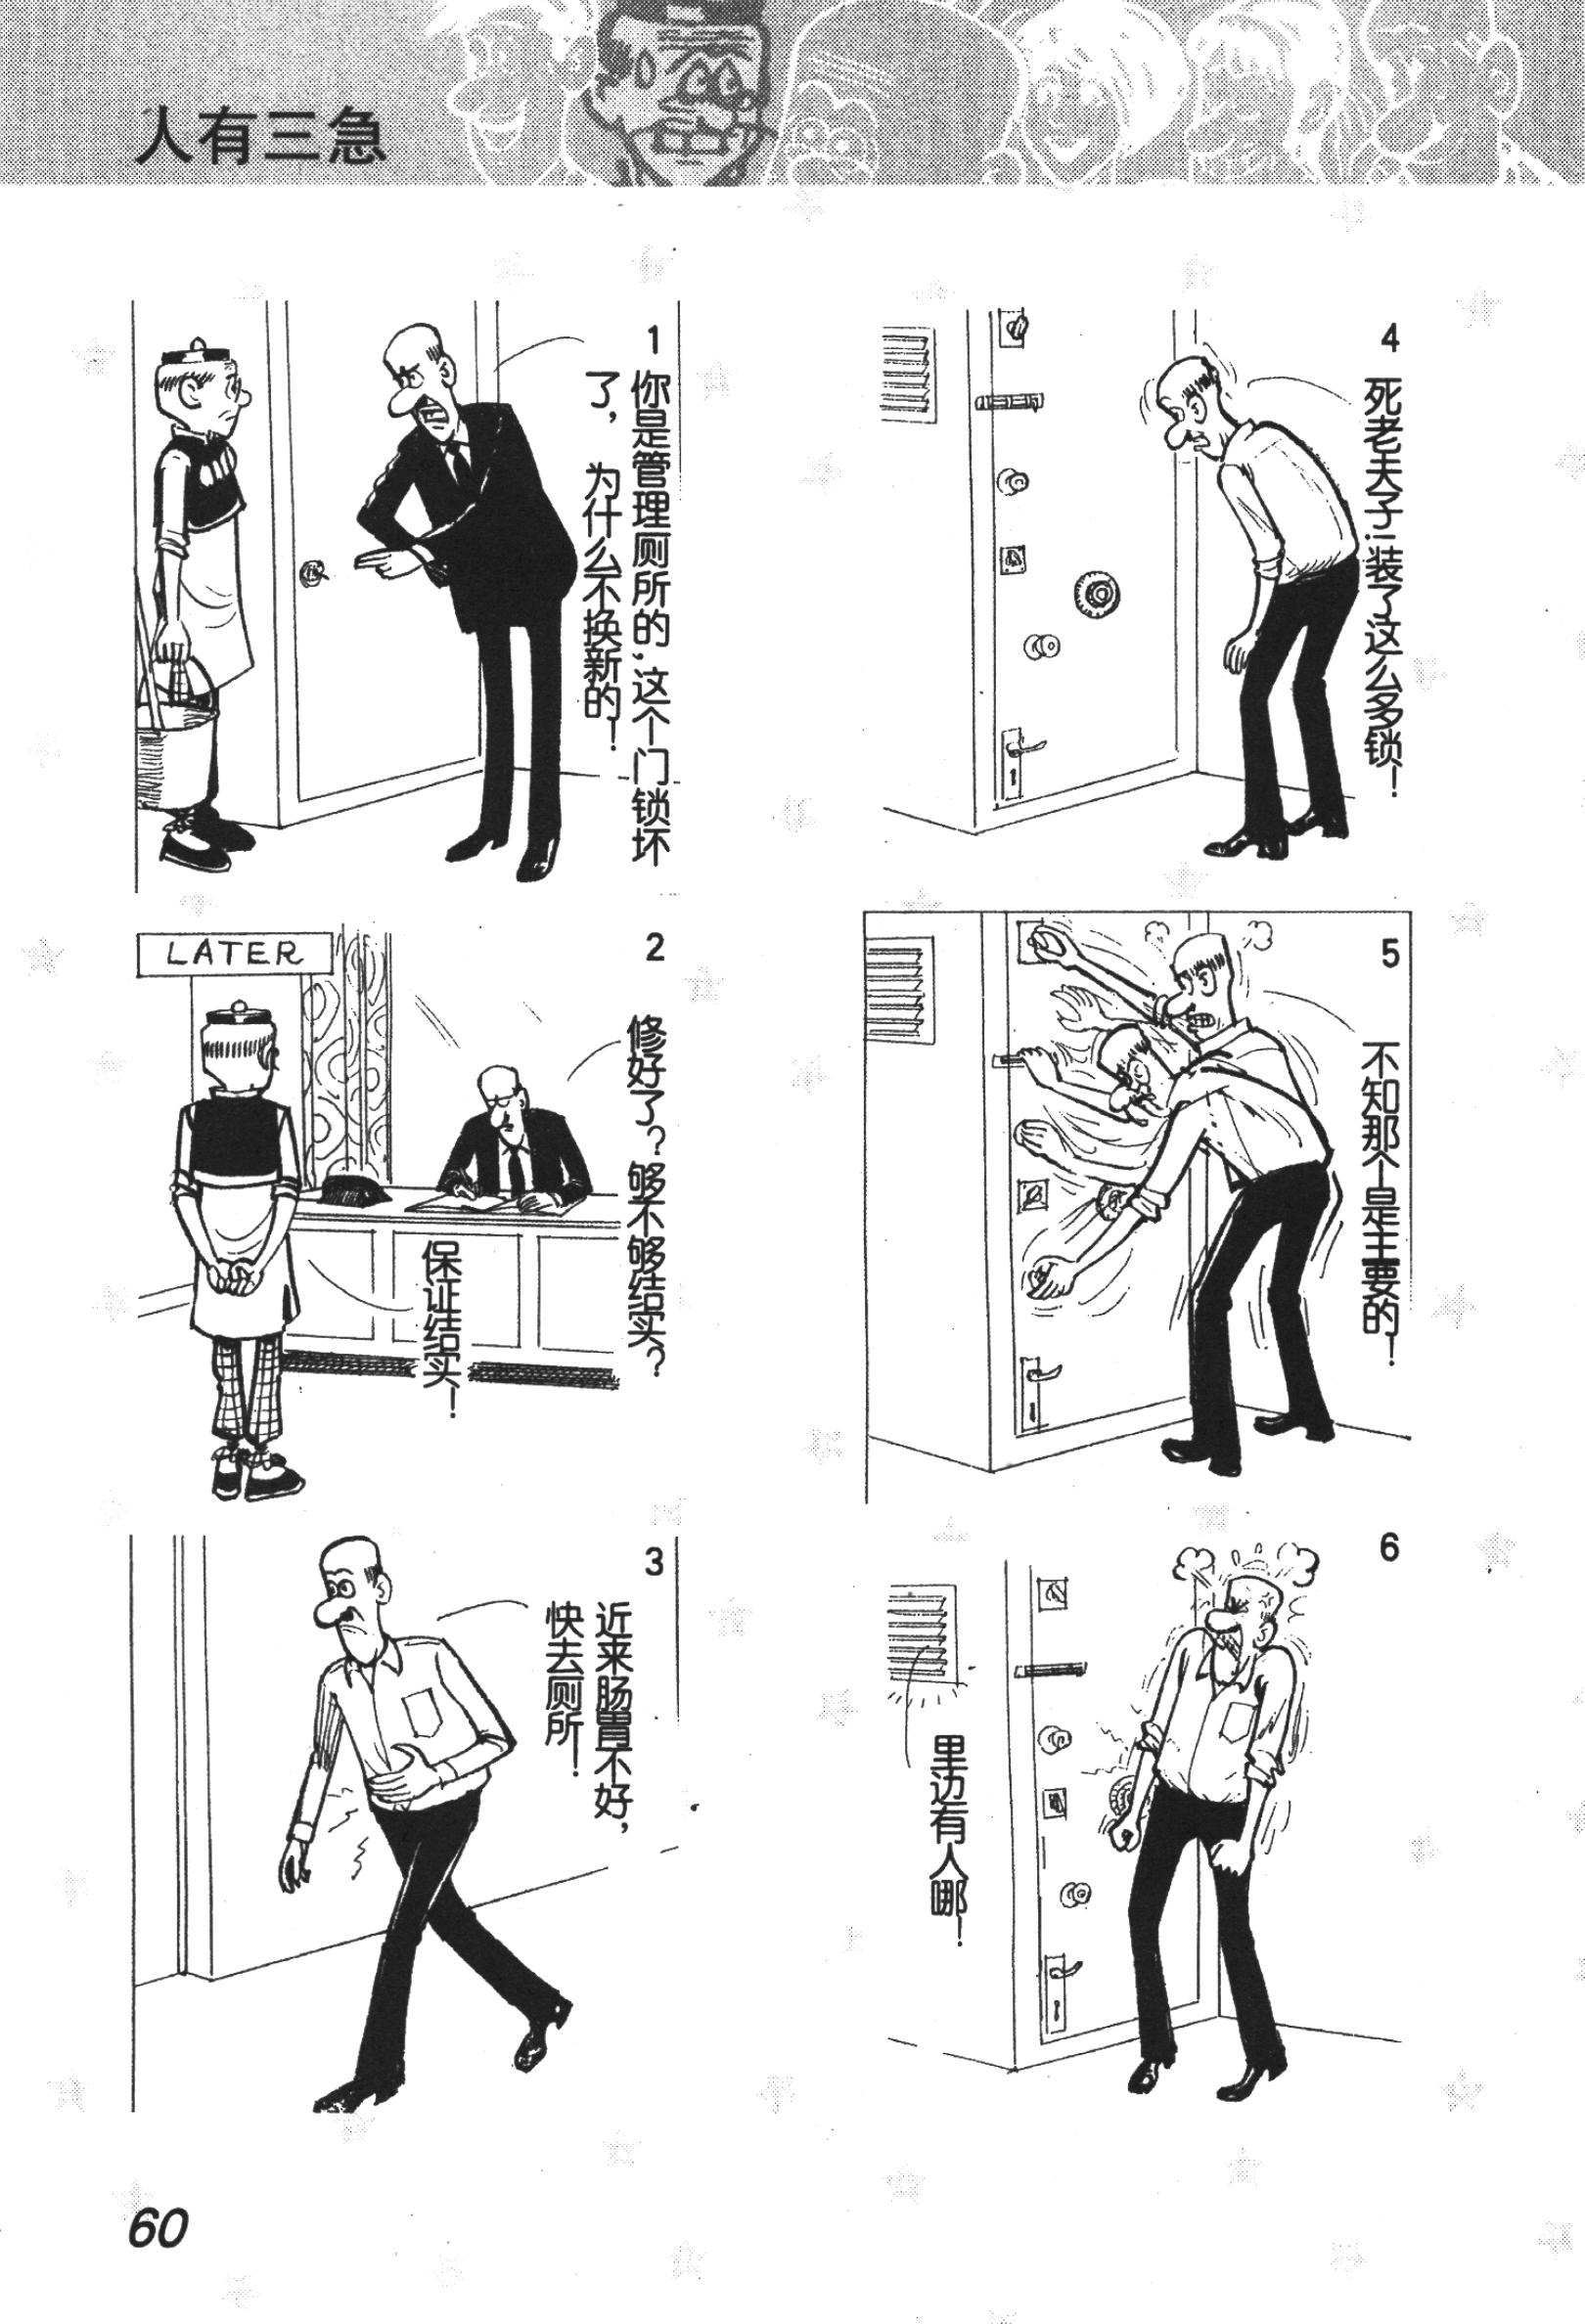 人有三急
1
你是管理厕所的,这个门锁坏
了,为什么不换新的!
2
LATER
修好了?够不够结实?
保证结实!
3
近来肠胃不好,
快去厕所!
4
死老夫子!装了这么多锁!
5
不知那个是主要的!
6
里边有人哪!
60